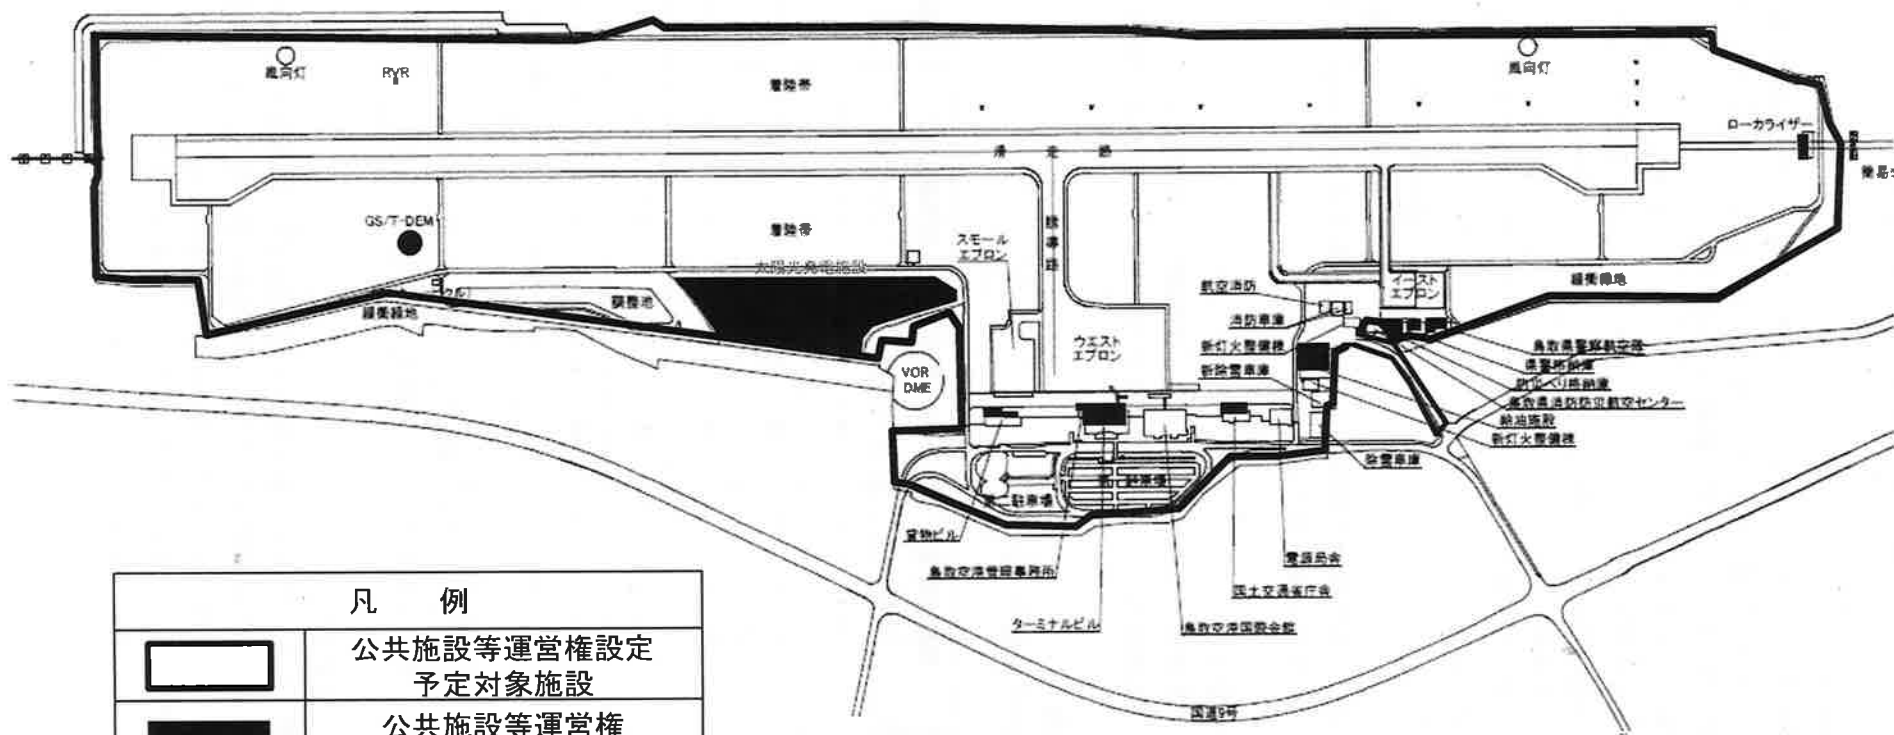 風向灯
RVR
着陸帯
風向灯
ローカライザー
滑走路
簡易
GS/T-DEM
着陸帯
誘導路
スモール
エプロン
太陽光発電施設
調整池
緩衝緑地
航空消防
消防車庫
新灯火整備棟
新除雪車庫
イースト
エプロン
緩衝緑地
ウエスト
エプロン
VOR
DME
鳥取県警察航空隊
県警格納庫
防災ヘリ格納庫
鳥取県消防防災航空センター
給油施設
新灯火整備棟
除雪車庫
第二駐車場
第一駐車場
貨物ビル
鳥取空港管理事務所
ターミナルビル
鳥取空港国際会館
国土交通省庁舎
電源局舎
国道9号
凡 例
公共施設等運営権設定
予定対象施設
公共施設等運営権